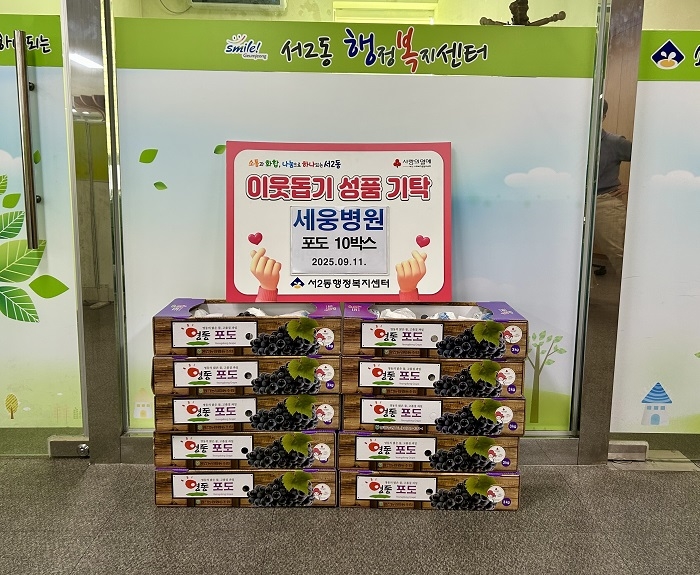 하나되는
smile!
Geumjeong
서2동 행정복지센터
소통과 화합, 나눔으로 하나되는 서2동
사랑의열매
이웃돕기 성품 기탁
세웅병원
포도 10박스
2025.09.11.
서2동행정복지센터
영동 포도
영동 포도
영동 포도
영동 포도
영동 포도
영동 포도
영동 포도
영동 포도
영동 포도
영동 포도